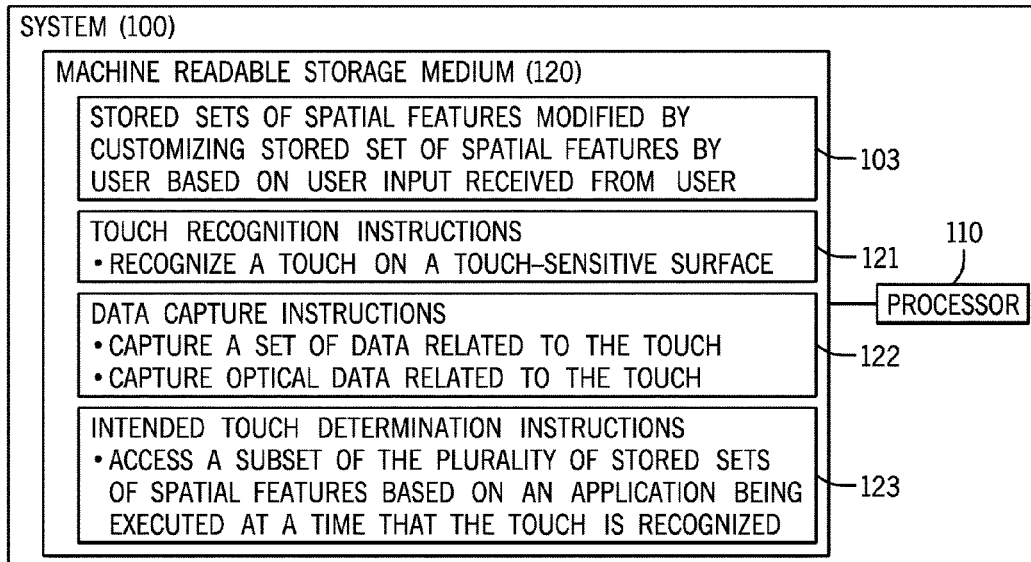 SYSTEM (100)
MACHINE READABLE STORAGE MEDIUM (120)
STORED SETS OF SPATIAL FEATURES MODIFIED BY
CUSTOMIZING STORED SET OF SPATIAL FEATURES BY
USER BASED ON USER INPUT RECEIVED FROM USER
103
TOUCH RECOGNITION INSTRUCTIONS
• RECOGNIZE A TOUCH ON A TOUCH-SENSITIVE SURFACE
121
110
PROCESSOR
DATA CAPTURE INSTRUCTIONS
• CAPTURE A SET OF DATA RELATED TO THE TOUCH
• CAPTURE OPTICAL DATA RELATED TO THE TOUCH
122
INTENDED TOUCH DETERMINATION INSTRUCTIONS
• ACCESS A SUBSET OF THE PLURALITY OF STORED SETS
OF SPATIAL FEATURES BASED ON AN APPLICATION BEING
EXECUTED AT A TIME THAT THE TOUCH IS RECOGNIZED
123